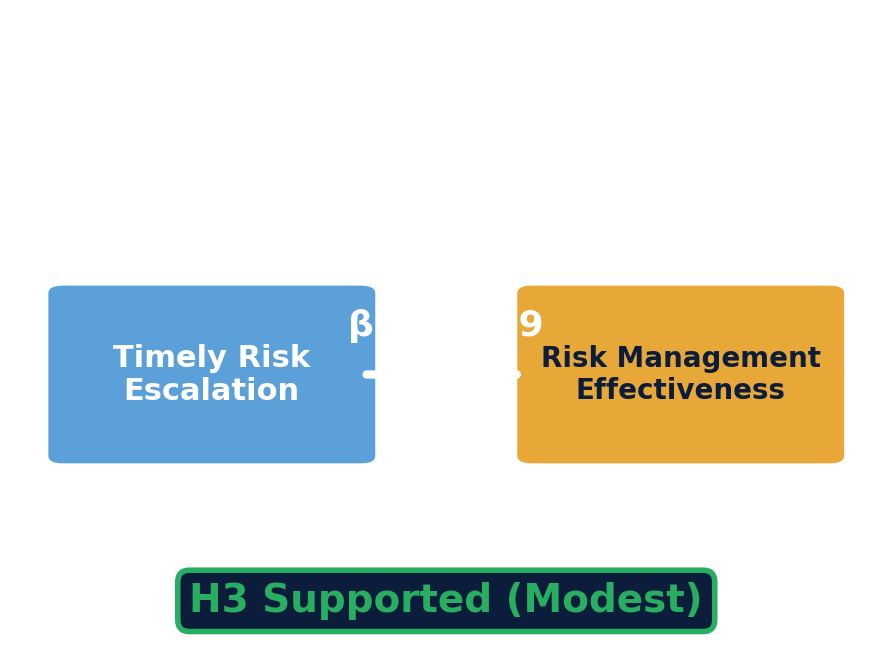 β 9
Timely Risk
Escalation
Risk Management
Effectiveness
H3 Supported (Modest)